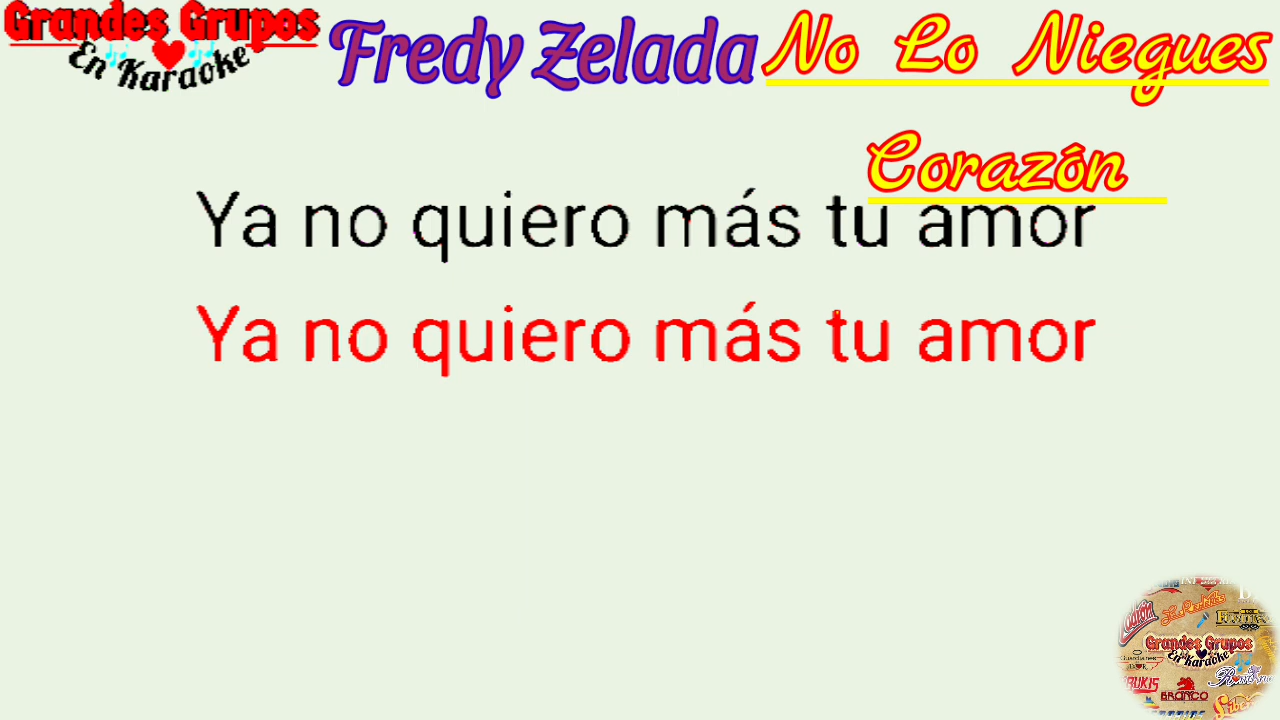 Grandes Grupos
En Karaoke
Fredy Zelada
No Lo Niegues
Corazón
Ya no quiero más tu amor
Ya no quiero más tu amor
Grandes Grupos
En Karaoke
BUKIS
BRANCO